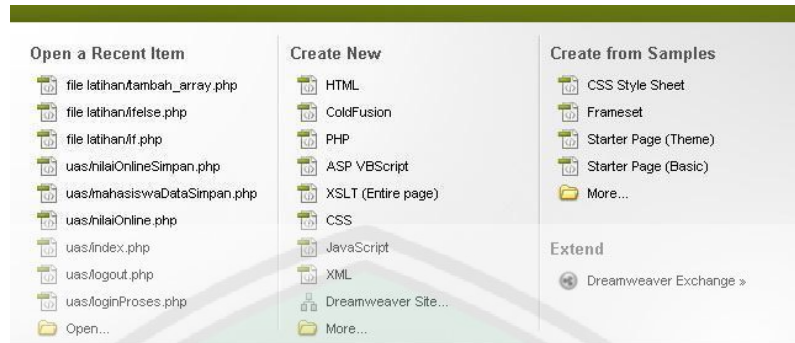 Open a Recent Item
file latihan/tambah_array.php
file latihan/ifelse.php
file latihan/if.php
uas/nilaiOnlineSimpan.php
uas/mahasiswaDataSimpan.php
uas/nilaiOnline.php
uas/index.php
uas/logout.php
uas/loginProses.php
Open...
Create New
HTML
ColdFusion
PHP
ASP VBScript
XSLT (Entire page)
CSS
JavaScript
XML
Dreamweaver Site...
More...
Create from Samples
CSS Style Sheet
Frameset
Starter Page (Theme)
Starter Page (Basic)
More...
Extend
Dreamweaver Exchange »